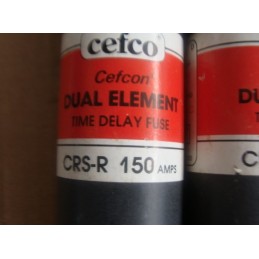 cefco
Cefcon
DUAL ELEMENT
TIME DELAY FUSE
CRS-R 150 AMPS